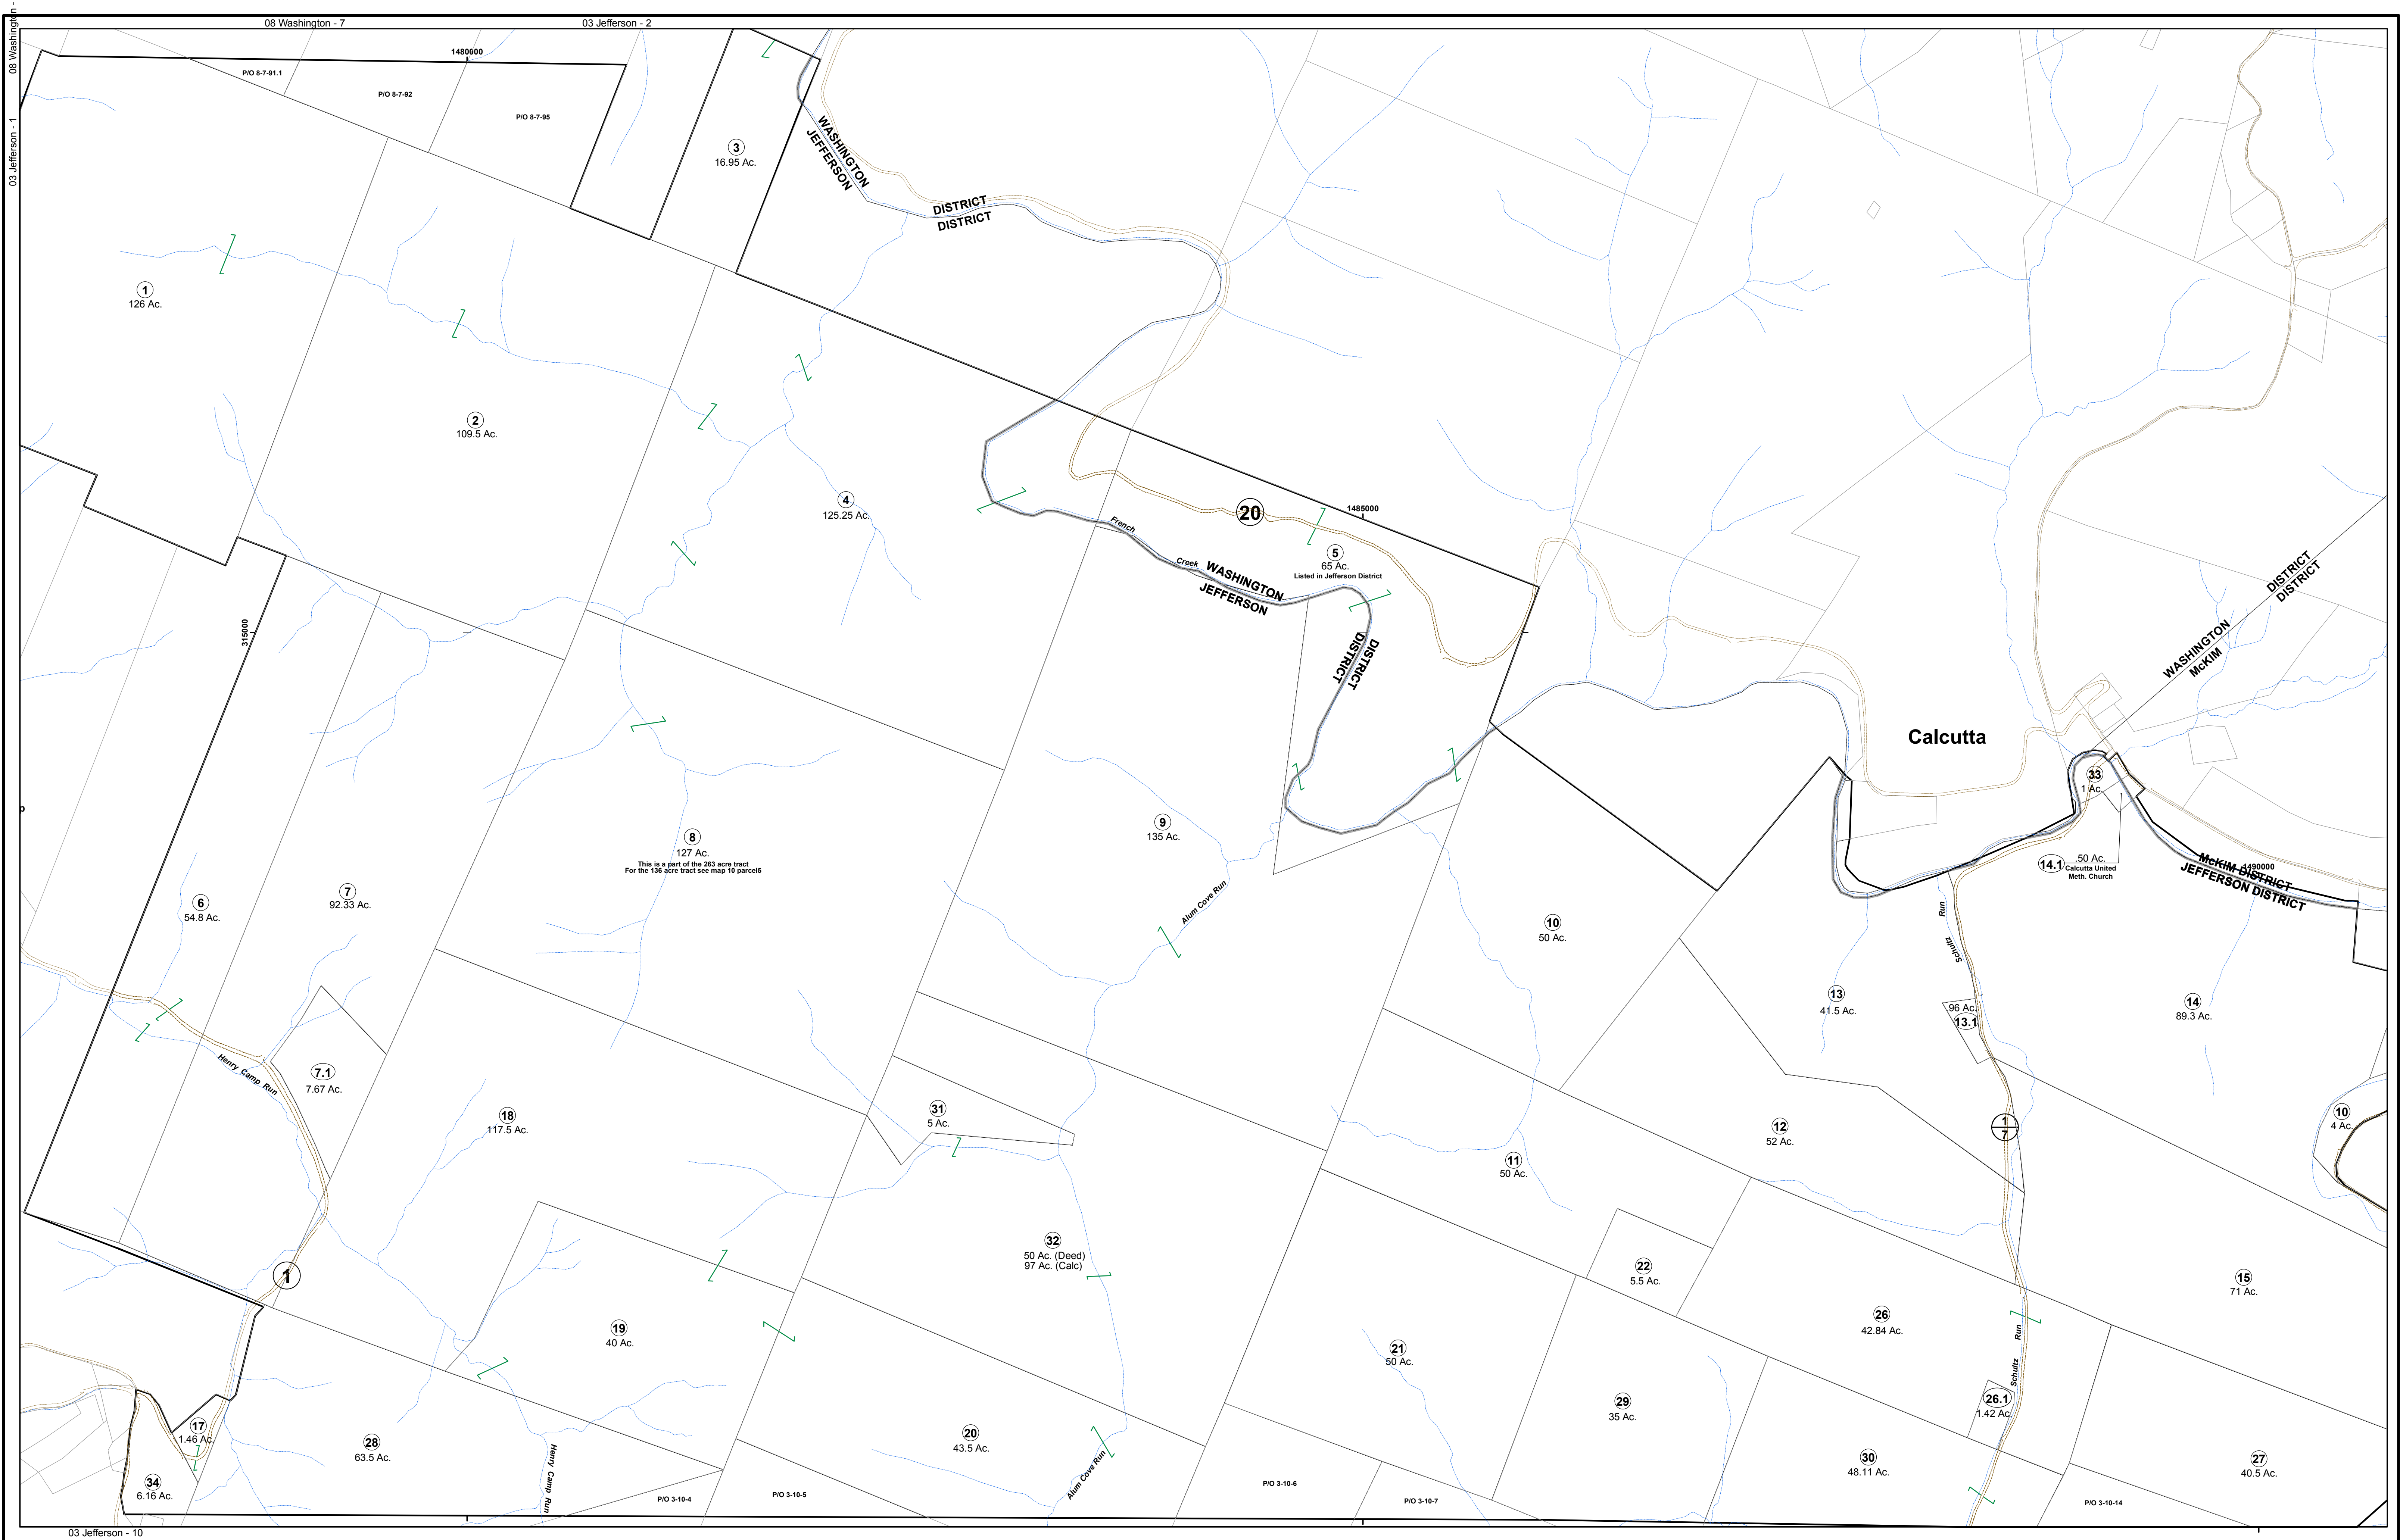 08 Washington - 7
03 Jefferson - 2
08 Washington -
03 Jefferson - 1
1480000
P/O 8-7-91.1
P/O 8-7-92
P/O 8-7-95
3
16.95 Ac.
WASHINGTON
JEFFERSON
DISTRICT
DISTRICT
1
126 Ac.
2
109.5 Ac.
4
125.25 Ac.
20
1485000
French
Creek
5
65 Ac.
Listed in Jefferson District
WASHINGTON
JEFFERSON
DISTRICT
DISTRICT
DISTRICT
DISTRICT
WASHINGTON
McKIM
315000
Calcutta
33
1 Ac.
8
127 Ac.
This is a part of the 263 acre tract
For the 136 acre tract see map 10 parcel5
9
135 Ac.
14.1
.50 Ac.
Calcutta United
Meth. Church
McKIM DISTRICT
1490000
JEFFERSON DISTRICT
6
54.8 Ac.
7
92.33 Ac.
Alum Cove Run
10
50 Ac.
Run
Schultz
13
41.5 Ac.
.96 Ac.
13.1
14
89.3 Ac.
Henry Camp Run
7.1
7.67 Ac.
18
117.5 Ac.
31
5 Ac.
12
52 Ac.
1
7
10
4 Ac.
11
50 Ac.
32
50 Ac. (Deed)
97 Ac. (Calc)
1
22
5.5 Ac.
15
71 Ac.
19
40 Ac.
26
42.84 Ac.
Run
Schultz
21
50 Ac.
29
35 Ac.
26.1
1.42 Ac.
17
1.46 Ac.
28
63.5 Ac.
20
43.5 Ac.
Henry Camp Run
Alum Cove Run
30
48.11 Ac.
27
40.5 Ac.
34
6.16 Ac.
P/O 3-10-4
P/O 3-10-5
P/O 3-10-6
P/O 3-10-7
P/O 3-10-14
03 Jefferson - 10